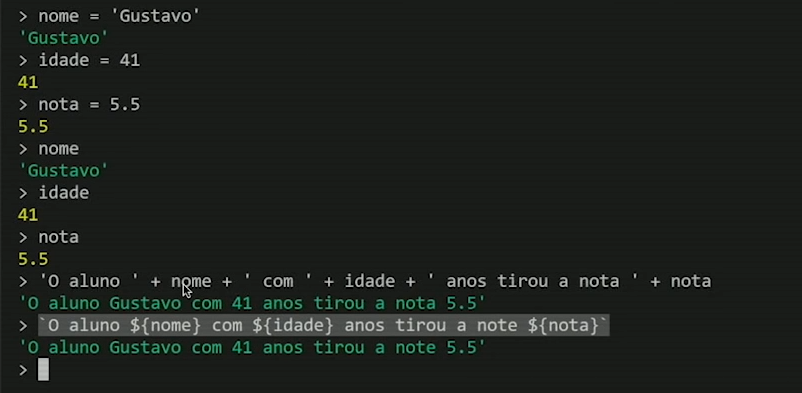 > nome = 'Gustavo'
'Gustavo'
> idade = 41
41
> nota = 5.5
5.5
> nome
'Gustavo'
> idade
41
> nota
5.5
> 'O aluno ' + nome + ' com ' + idade + ' anos tirou a nota ' + nota
'O aluno Gustavo com 41 anos tirou a nota 5.5'
> `O aluno ${nome} com ${idade} anos tirou a note ${nota}`
'O aluno Gustavo com 41 anos tirou a note 5.5'
>